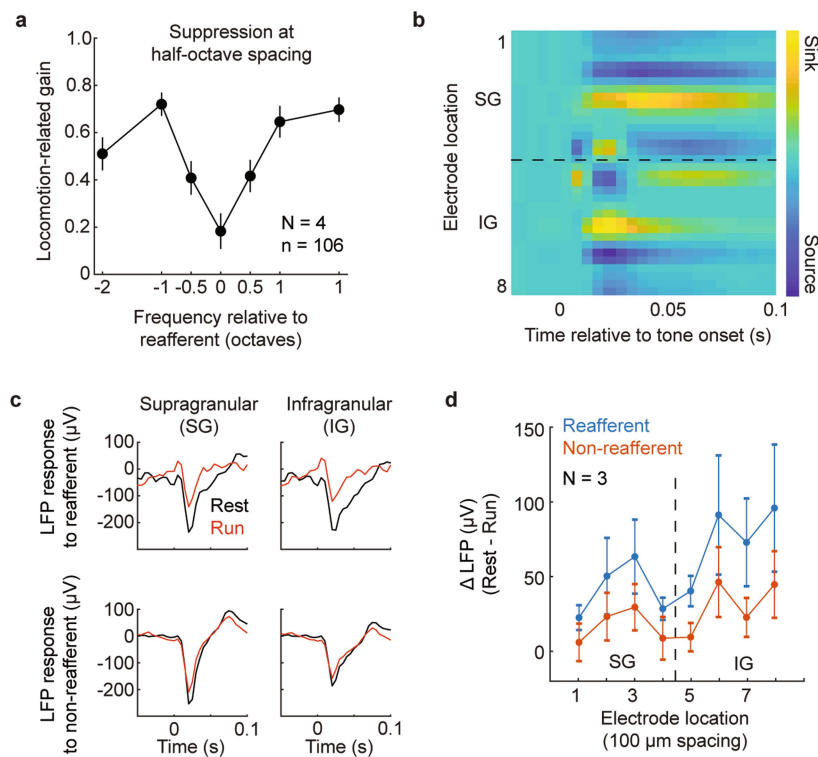 a
Suppression at
half-octave spacing
Locomotion-related gain
1.0
0.8
0.6
0.4
0.2
0
N = 4
n = 106
-2
-1
-0.5
0
0.5
1
1
Frequency relative to
reafferent (octaves)
b
1
SG
IG
8
Electrode location
0
0.05
0.1
Time relative to tone onset (s)
Sink
Source
c
Supragranular
(SG)
Infragranular
(IG)
LFP response
to reafferent (µV)
100
0
-100
-200
Rest
Run
LFP response
to non-reafferent (µV)
100
0
-100
-200
0
0.1
0
0.1
Time (s)
Time (s)
d
150
100
50
0
Δ LFP (µV)
(Rest - Run)
Reafferent
Non-reafferent
N = 3
SG
IG
1
3
5
7
Electrode location
(100 µm spacing)